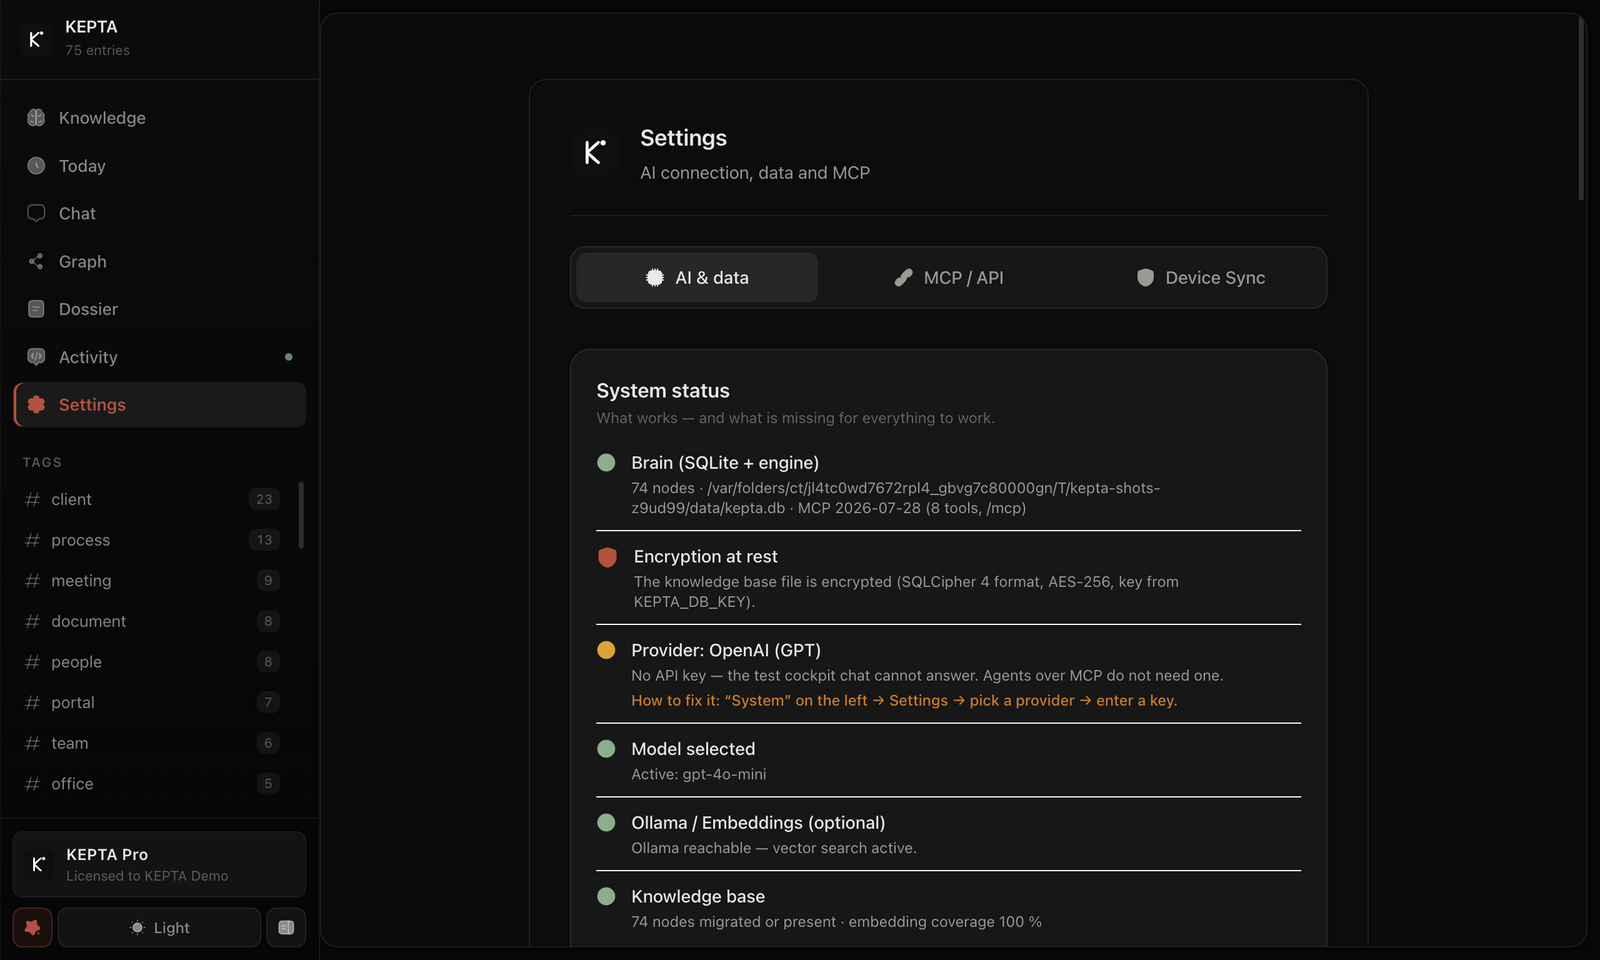 KEPTA
75 entries
Knowledge
Today
Chat
Graph
Dossier
Activity
Settings
TAGS
# client 23
# process 13
# meeting 9
# document 8
# people 8
# portal 7
# team 6
# office 5
KEPTA Pro
Licensed to KEPTA Demo
Light
Settings
AI connection, data and MCP
AI & data
MCP / API
Device Sync
System status
What works — and what is missing for everything to work.
Brain (SQLite + engine)
74 nodes · /var/folders/ct/jl4tc0wd7672rpl4_gbvg7c80000gn/T/kepta-shots-
z9ud99/data/kepta.db · MCP 2026-07-28 (8 tools, /mcp)
Encryption at rest
The knowledge base file is encrypted (SQLCipher 4 format, AES-256, key from
KEPTA_DB_KEY).
Provider: OpenAI (GPT)
No API key — the test cockpit chat cannot answer. Agents over MCP do not need one.
How to fix it: “System” on the left → Settings → pick a provider → enter a key.
Model selected
Active: gpt-4o-mini
Ollama / Embeddings (optional)
Ollama reachable — vector search active.
Knowledge base
74 nodes migrated or present · embedding coverage 100 %